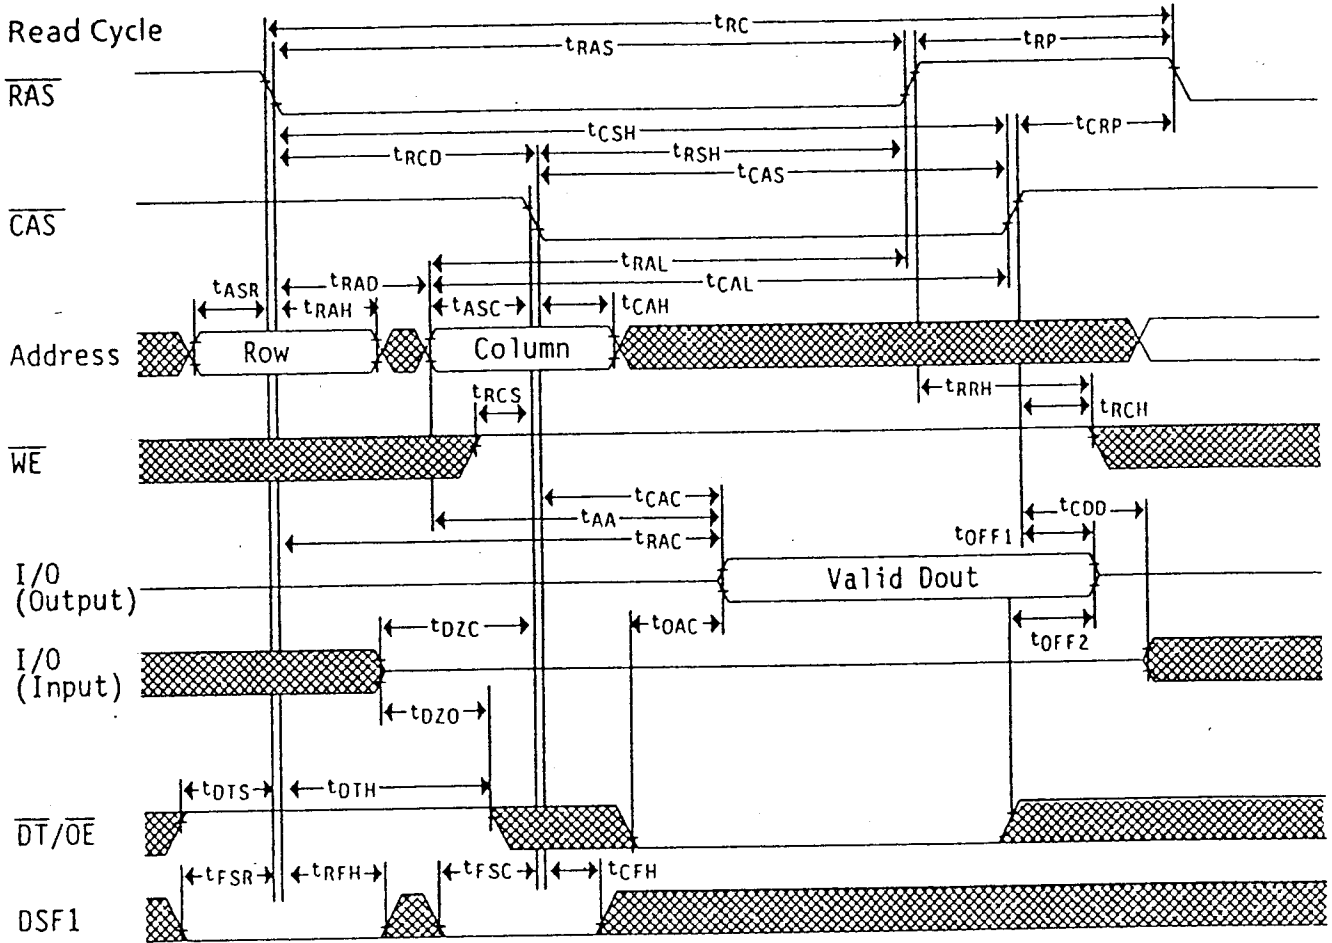 Read Cycle
tRC
tRAS
tRP
RAS
tCSH
tCRP
tRCD
tRSH
tCAS
CAS
tRAL
tRAD
tCAL
tASR
tRAH
tASC
tCAH
Address
Row
Column
tRRH
tRCS
tRCH
WE
tCAC
tAA
tCDD
tRAC
tOFF1
I/O
(Output)
Valid Dout
tDZC
tOAC
tOFF2
I/O
(Input)
tDZO
tDTS
tDTH
DT/OE
tFSR
tRFH
tFSC
tCFH
DSF1